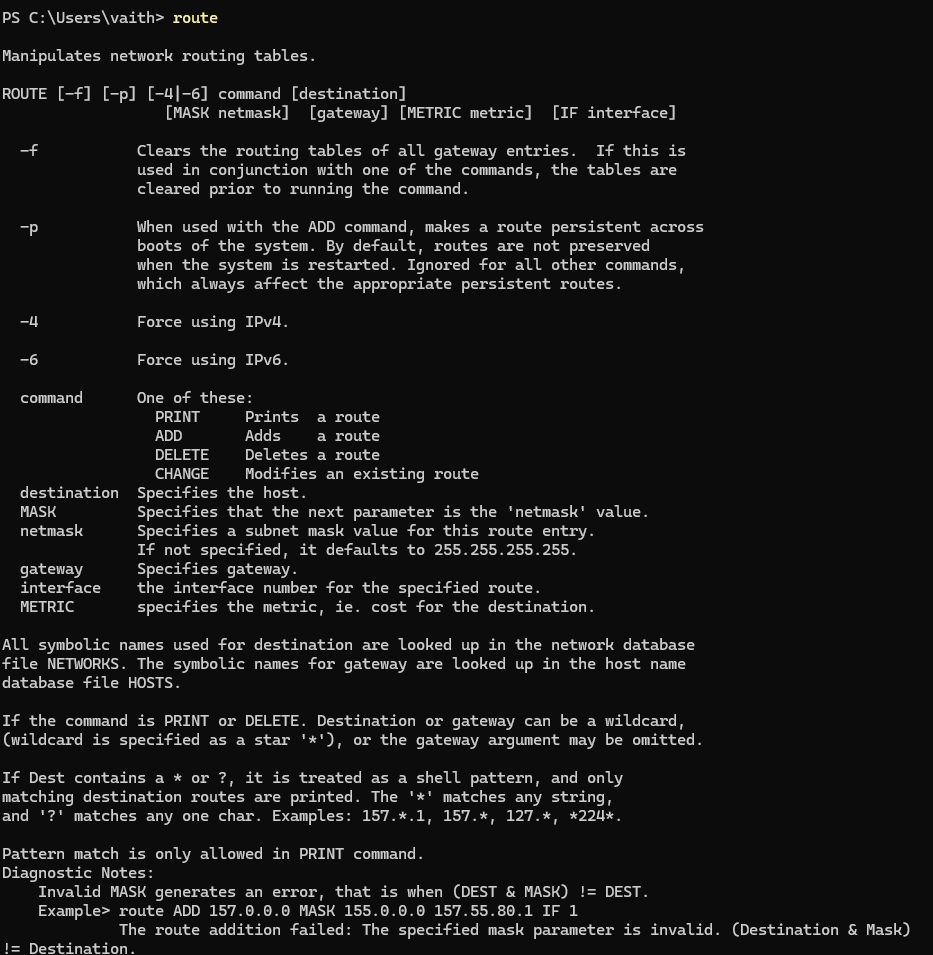 PS C:\Users\vaith> route
Manipulates network routing tables.
ROUTE [-f] [-p] [-4|-6] command [destination]
                  [MASK netmask]  [gateway] [METRIC metric]  [IF interface]
  -f           Clears the routing tables of all gateway entries.  If this is
               used in conjunction with one of the commands, the tables are
               cleared prior to running the command.
  -p           When used with the ADD command, makes a route persistent across
               boots of the system. By default, routes are not preserved
               when the system is restarted. Ignored for all other commands,
               which always affect the appropriate persistent routes.
  -4           Force using IPv4.
  -6           Force using IPv6.
  command      One of these:
                 PRINT     Prints  a route
                 ADD       Adds    a route
                 DELETE    Deletes a route
                 CHANGE    Modifies an existing route
  destination  Specifies the host.
  MASK         Specifies that the next parameter is the 'netmask' value.
  netmask      Specifies a subnet mask value for this route entry.
               If not specified, it defaults to 255.255.255.255.
  gateway      Specifies gateway.
  interface    the interface number for the specified route.
  METRIC       specifies the metric, ie. cost for the destination.
All symbolic names used for destination are looked up in the network database
file NETWORKS. The symbolic names for gateway are looked up in the host name
database file HOSTS.
If the command is PRINT or DELETE. Destination or gateway can be a wildcard,
(wildcard is specified as a star '*'), or the gateway argument may be omitted.
If Dest contains a * or ?, it is treated as a shell pattern, and only
matching destination routes are printed. The '*' matches any string,
and '?' matches any one char. Examples: 157.*.1, 157.*, 127.*, *224*.
Pattern match is only allowed in PRINT command.
Diagnostic Notes:
    Invalid MASK generates an error, that is when (DEST & MASK) != DEST.
    Example> route ADD 157.0.0.0 MASK 155.0.0.0 157.55.80.1 IF 1
             The route addition failed: The specified mask parameter is invalid. (Destination & Mask)
!= Destination.